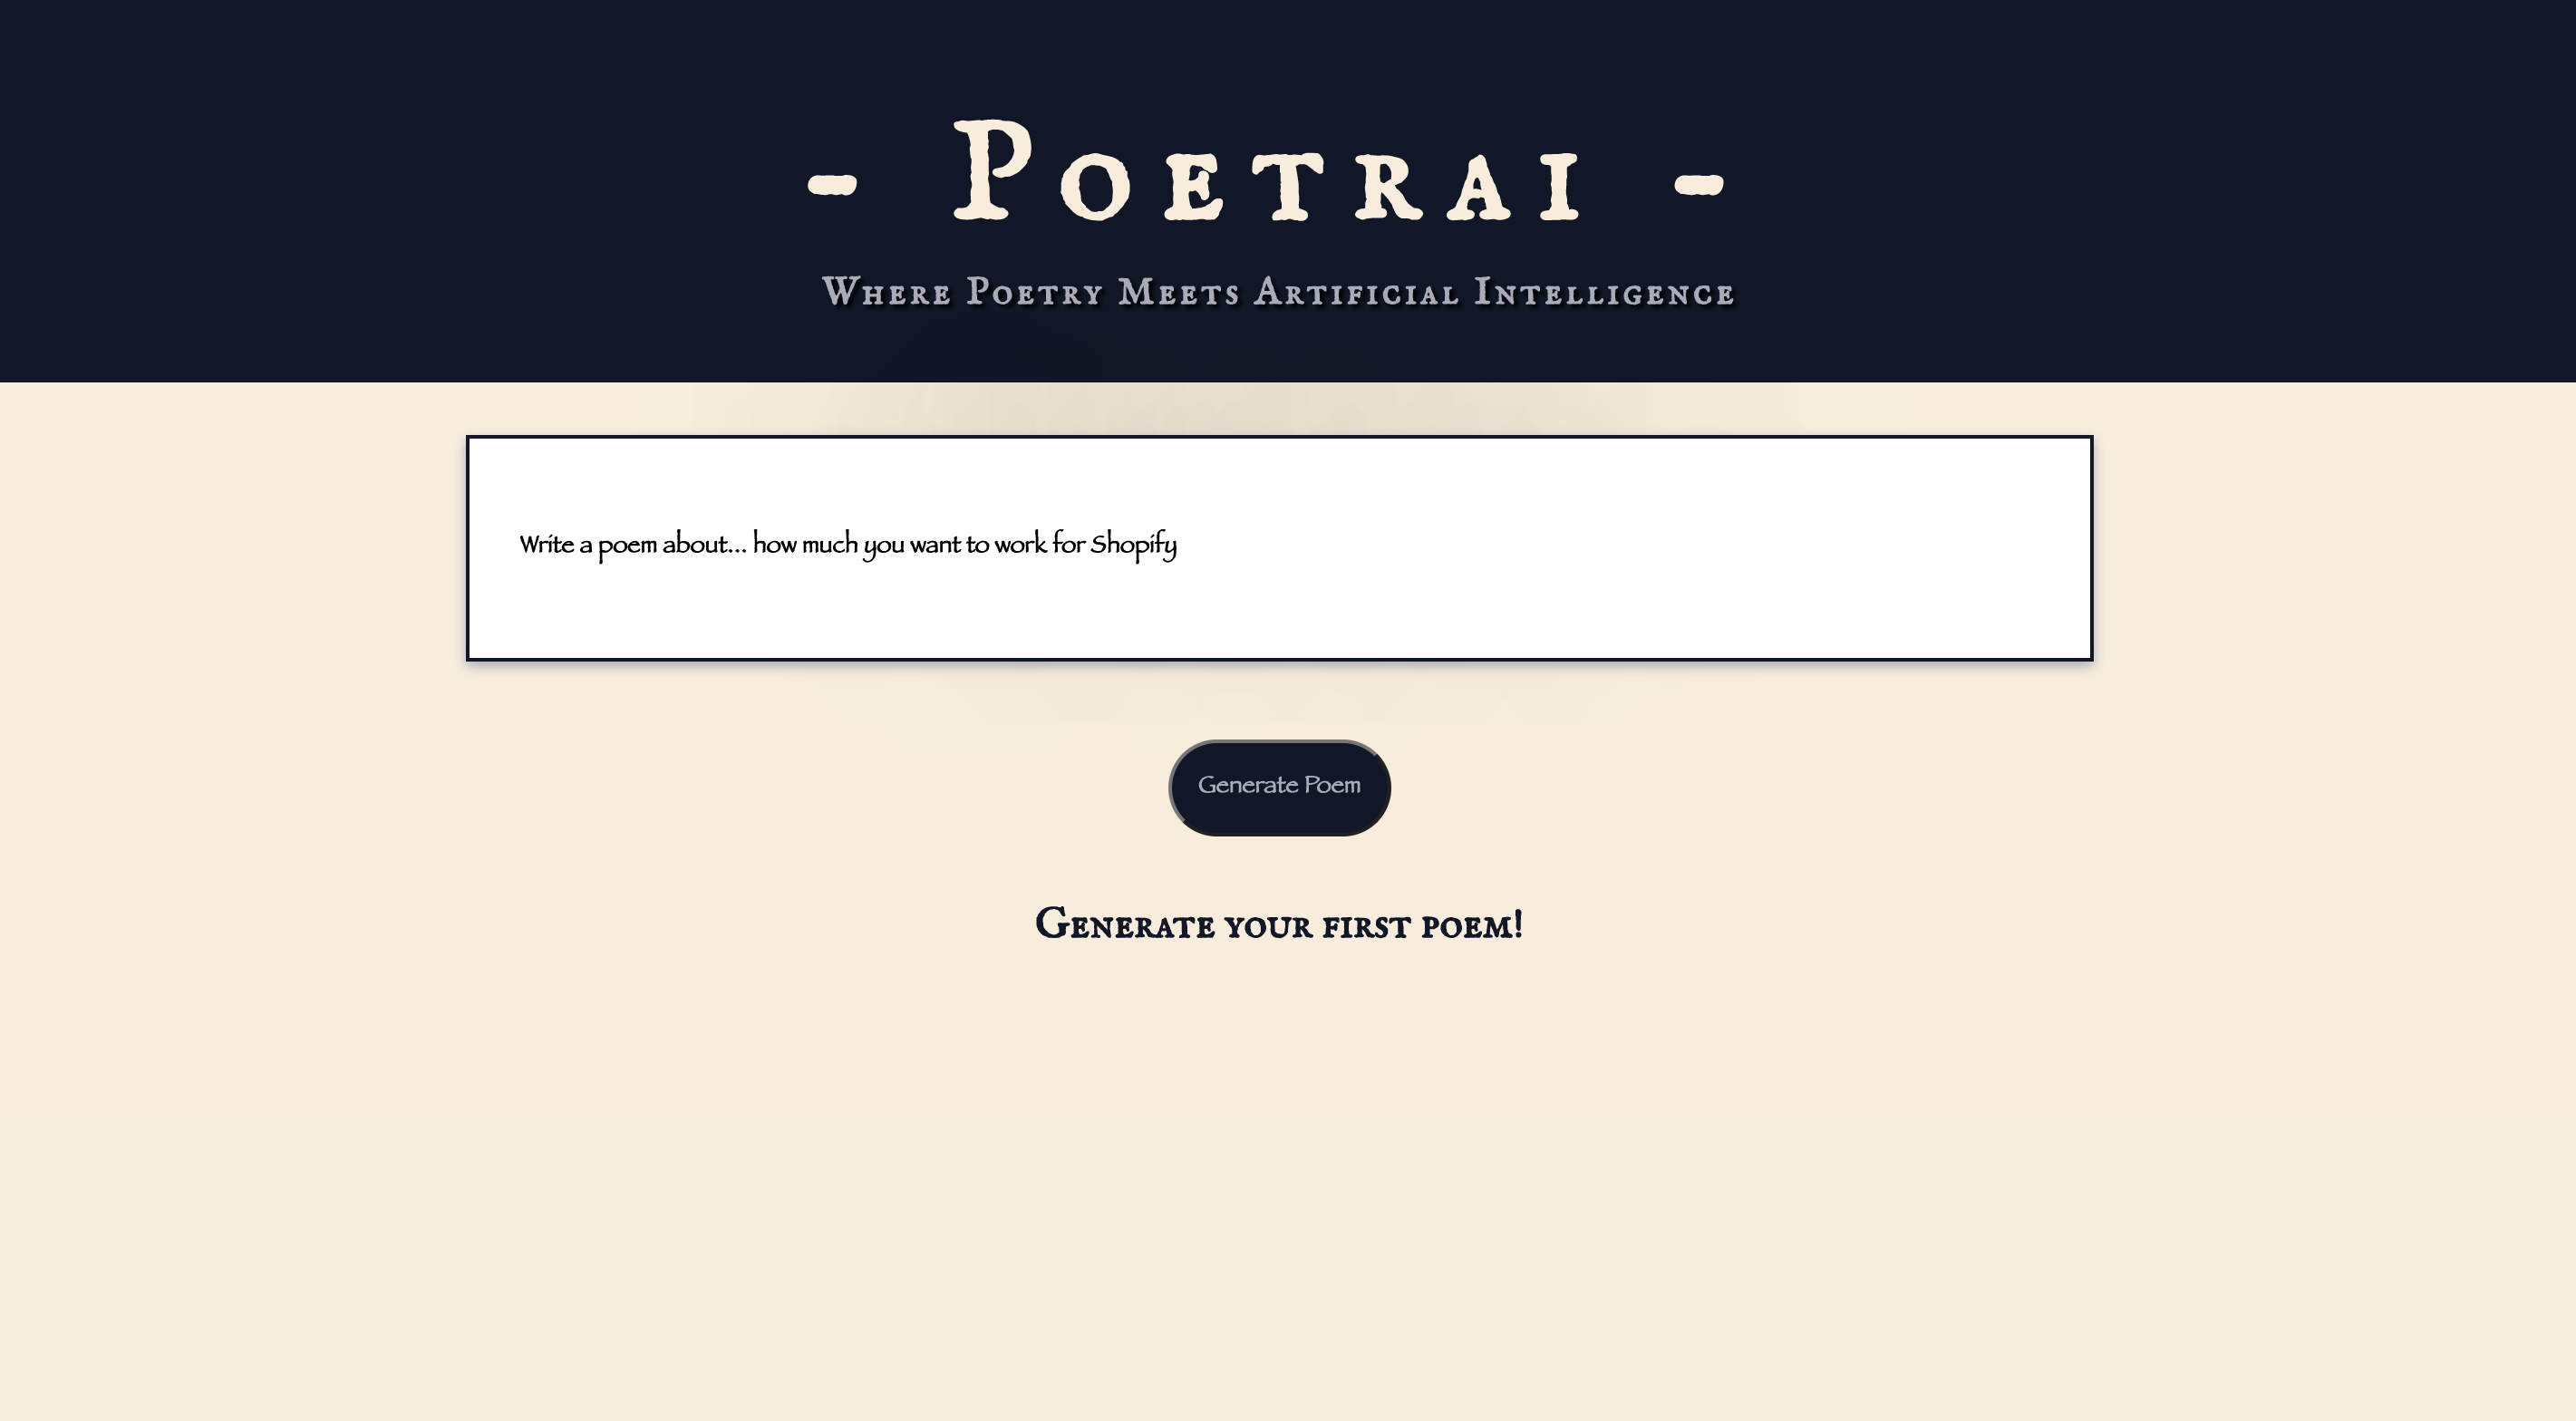 - Poetrai -
Where Poetry Meets Artificial Intelligence
Write a poem about... how much you want to work for Shopify
Generate Poem
Generate your first poem!